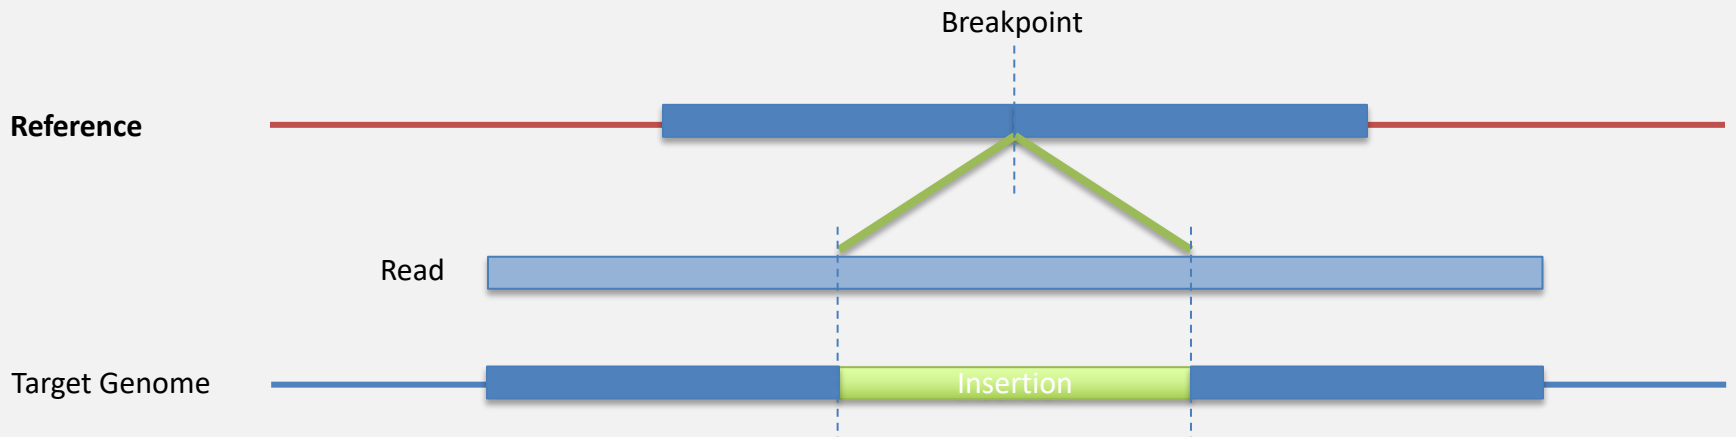 Breakpoint
Reference
Read
Target Genome
Insertion